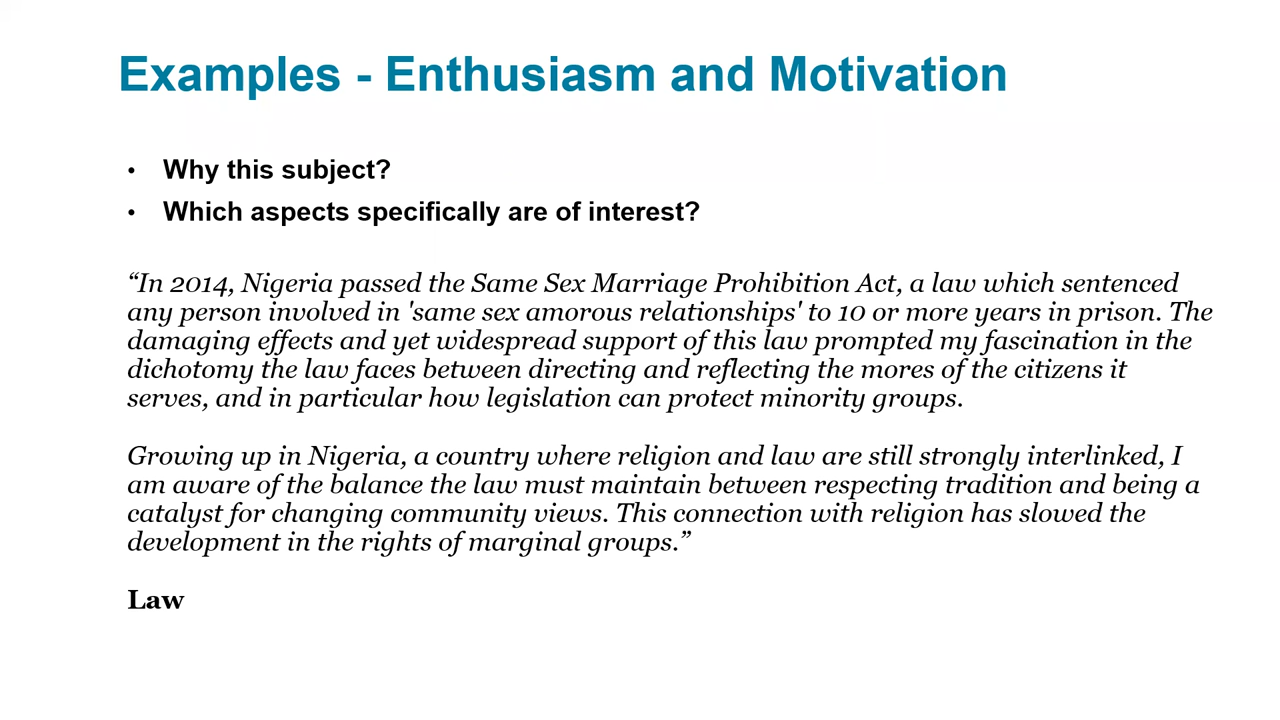 Examples - Enthusiasm and Motivation
• Why this subject?
• Which aspects specifically are of interest?
“In 2014, Nigeria passed the Same Sex Marriage Prohibition Act, a law which sentenced
any person involved in 'same sex amorous relationships' to 10 or more years in prison. The
damaging effects and yet widespread support of this law prompted my fascination in the
dichotomy the law faces between directing and reflecting the mores of the citizens it
serves, and in particular how legislation can protect minority groups.
Growing up in Nigeria, a country where religion and law are still strongly interlinked, I
am aware of the balance the law must maintain between respecting tradition and being a
catalyst for changing community views. This connection with religion has slowed the
development in the rights of marginal groups.”
Law